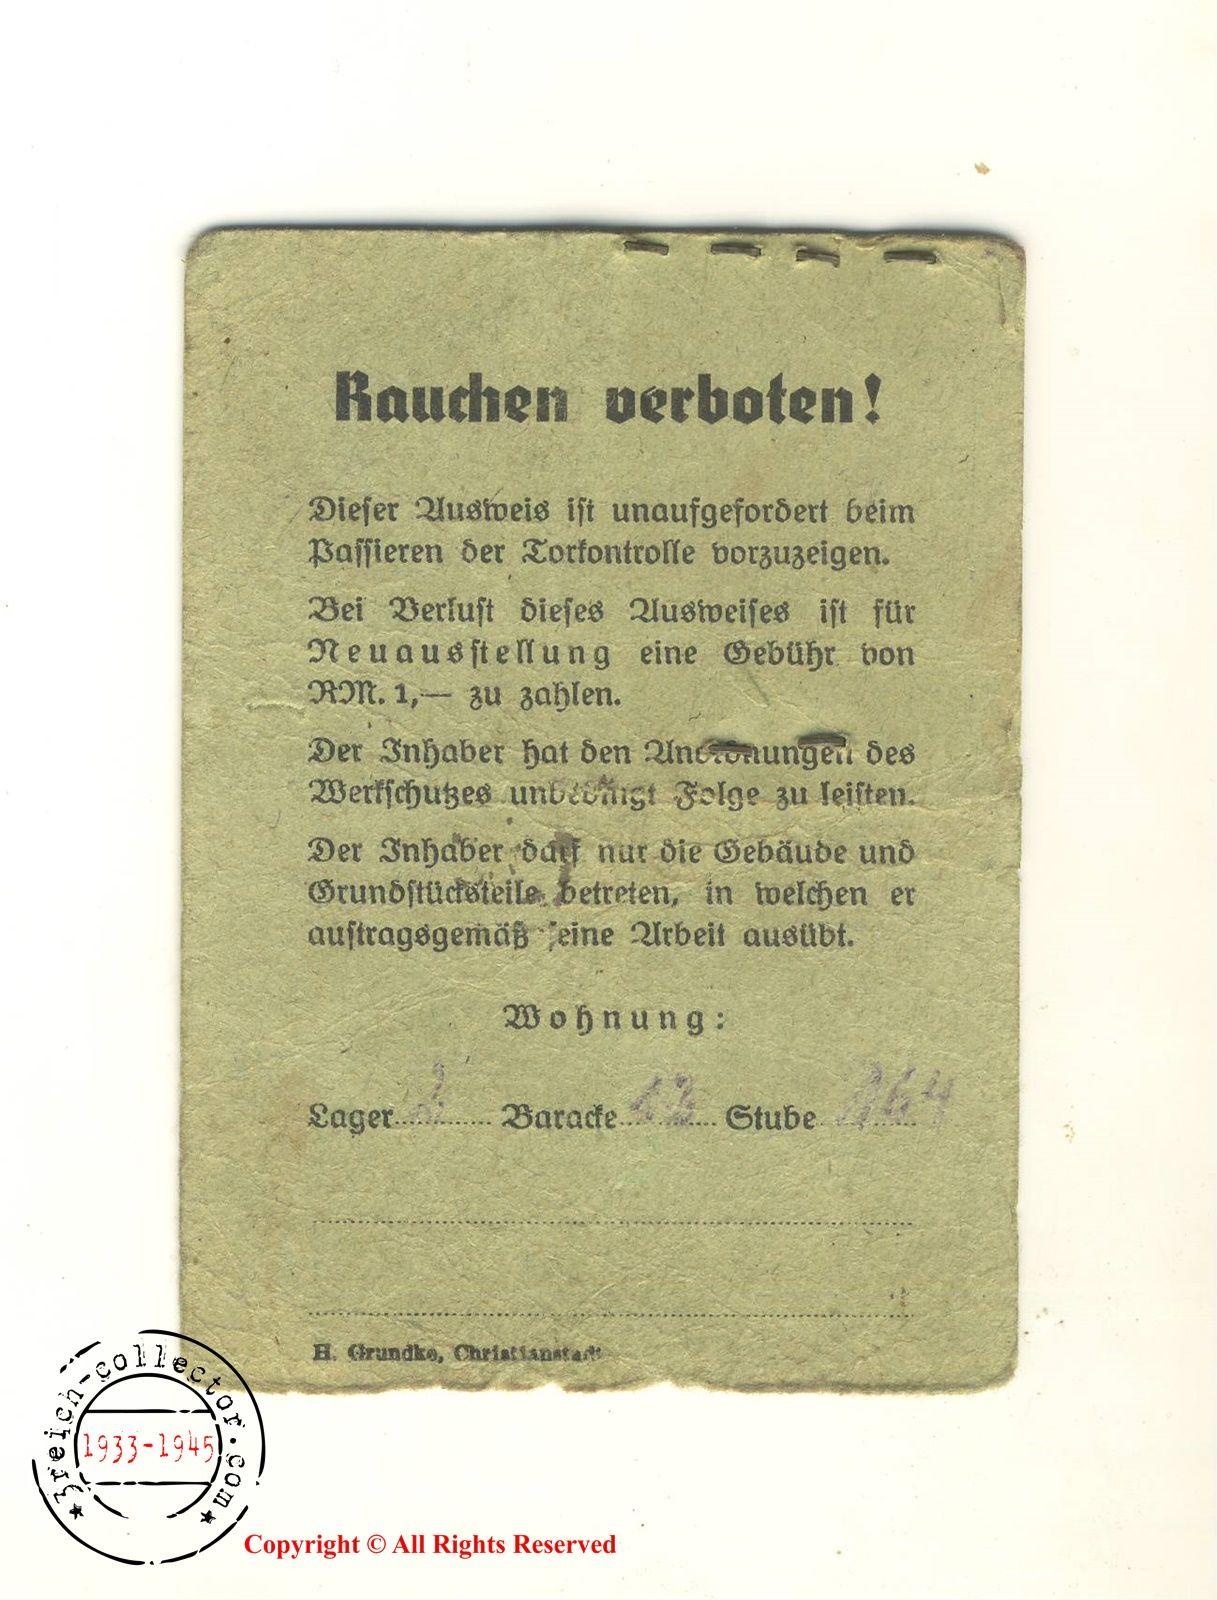 Rauchen verboten!
Dieser Ausweis ist unaufgefordert beim
Passieren der Torkontrolle vorzuzeigen.
Bei Verlust dieses Ausweises ist für
Neuausstellung eine Gebühr von
RM. 1,— zu zahlen.
Der Inhaber hat den Anordnungen des
Werkschutzes unbedingt Folge zu leisten.
Der Inhaber darf nur die Gebäude und
Grundstücksteile betreten, in welchen er
auftragsgemäß seine Arbeit ausübt.
Wohnung:
Lager 2 Baracke 13 Stube
H. Grundke, Christianstadt
3reich-collector.com
1933-1945
Copyright © All Rights Reserved